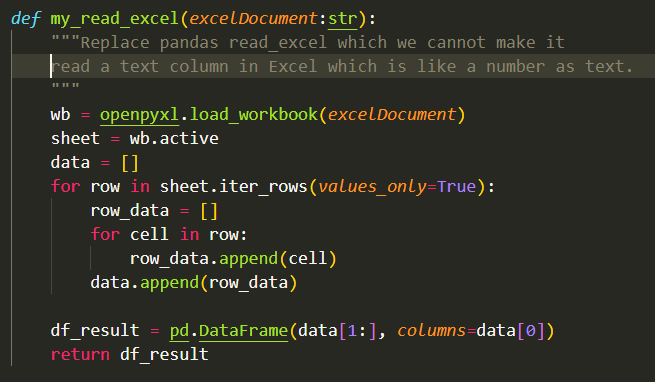 def my_read_excel(excelDocument:str):
    """Replace pandas read_excel which we cannot make it
    read a text column in Excel which is like a number as text.
    """
    wb = openpyxl.load_workbook(excelDocument)
    sheet = wb.active
    data = []
    for row in sheet.iter_rows(values_only=True):
        row_data = []
        for cell in row:
            row_data.append(cell)
        data.append(row_data)

    df_result = pd.DataFrame(data[1:], columns=data[0])
    return df_result